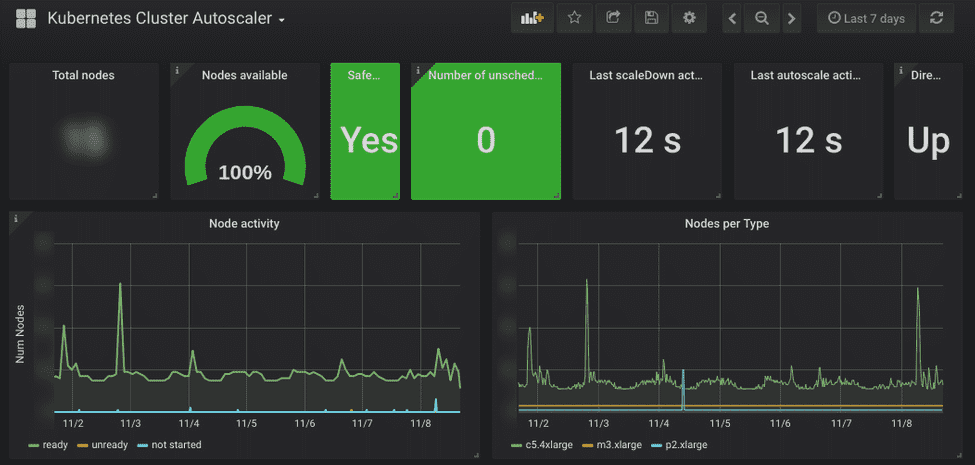 Kubernetes Cluster Autoscaler
Last 7 days
Total nodes
Nodes available
Safe...
Number of unsched...
Last scaleDown act...
Last autoscale acti...
Dire...
100%
Yes
0
12 s
12 s
Up
Node activity
Num Nodes
11/2 11/3 11/4 11/5 11/6 11/7 11/8
ready unready not started
Nodes per Type
11/2 11/3 11/4 11/5 11/6 11/7 11/8
c5.4xlarge m3.xlarge p2.xlarge